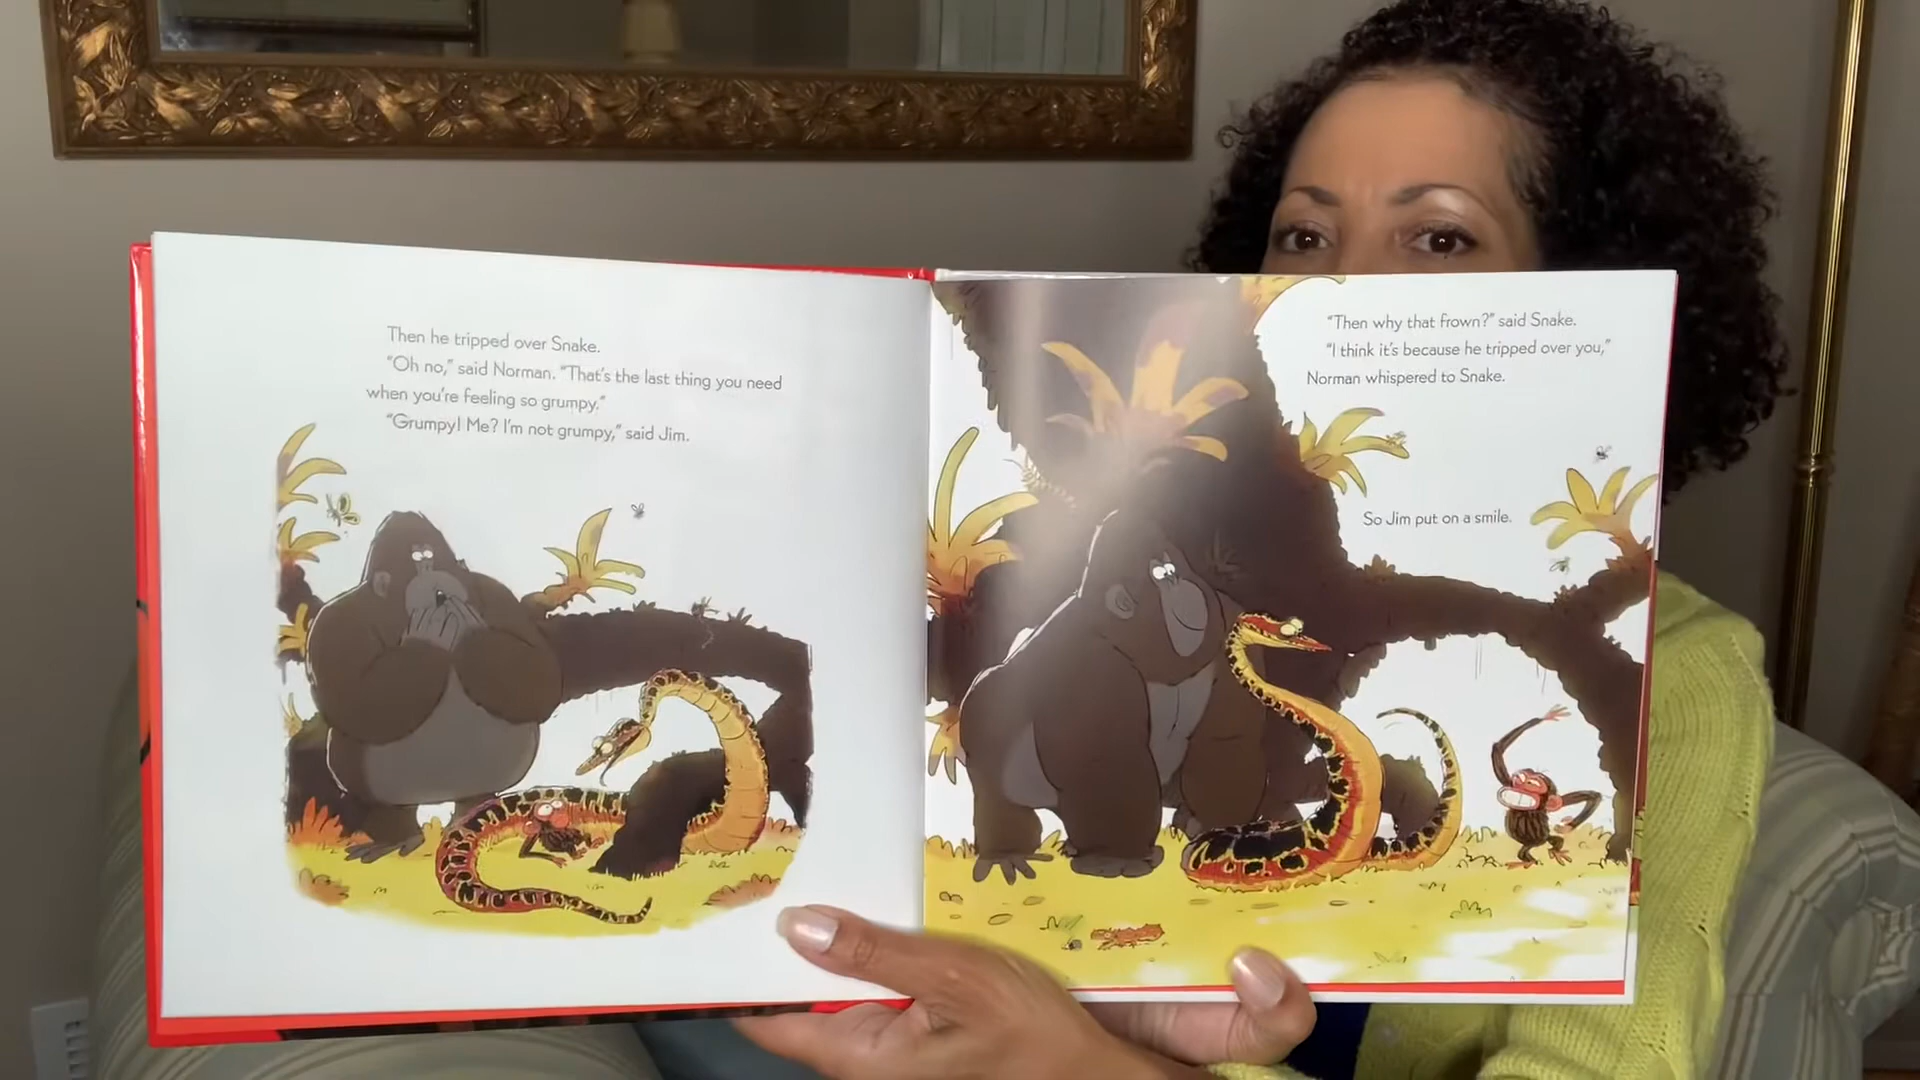 Then he tripped over Snake.
"Oh no," said Norman. "That's the last thing you need
when you're feeling so grumpy."
"Grumpy! Me? I'm not grumpy," said Jim.
"Then why that frown?" said Snake.
"I think it's because he tripped over you,"
Norman whispered to Snake.
So Jim put on a smile.